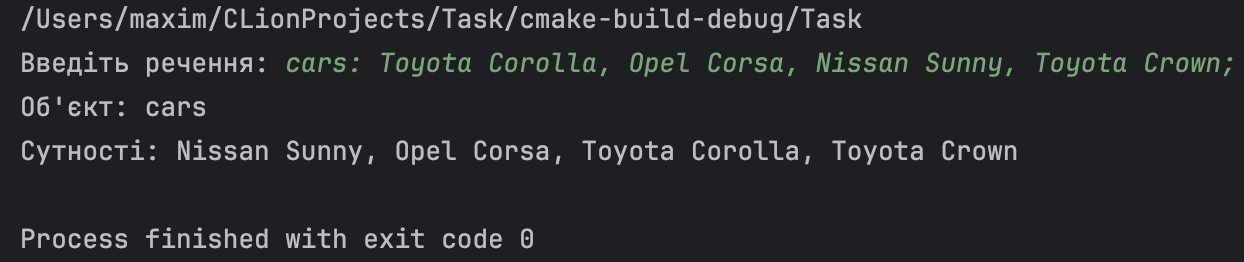 /Users/maxim/CLionProjects/Task/cmake-build-debug/Task
Введіть речення: cars: Toyota Corolla, Opel Corsa, Nissan Sunny, Toyota Crown;
Об'єкт: cars
Сутності: Nissan Sunny, Opel Corsa, Toyota Corolla, Toyota Crown
Process finished with exit code 0